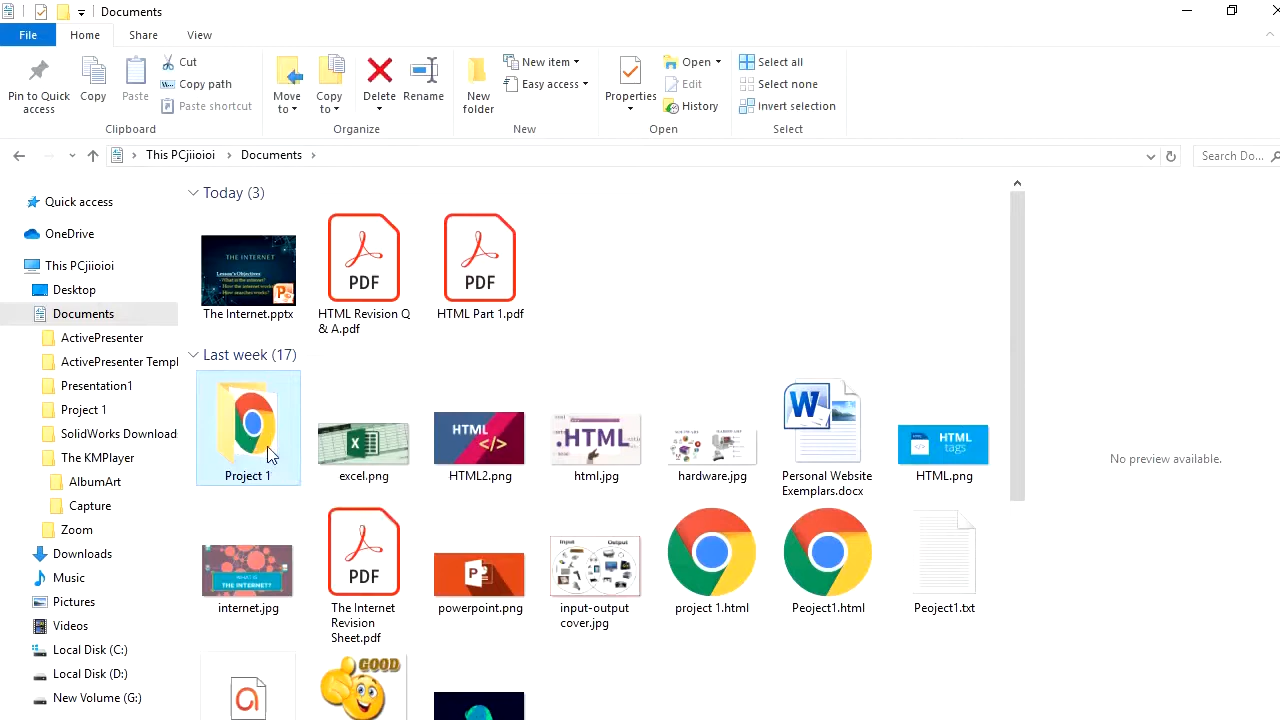 Documents
File
Home
Share
View
Pin to Quick
access
Copy
Paste
Cut
Copy path
Paste shortcut
Clipboard
Move
to
Copy
to
Delete
Rename
Organize
New
folder
New item
Easy access
New
Properties
Open
Edit
History
Open
Select all
Select none
Invert selection
Select
This PCjiioioi
Documents
Search Do...
Quick access
OneDrive
This PCjiioioi
Desktop
Documents
ActivePresenter
ActivePresenter Templ
Presentation1
Project 1
SolidWorks Download
The KMPlayer
AlbumArt
Capture
Zoom
Downloads
Music
Pictures
Videos
Local Disk (C:)
Local Disk (D:)
New Volume (G:)
Today (3)
THE INTERNET
Lesson's Objectives
The Internet.pptx
PDF
HTML Revision Q
& A.pdf
PDF
HTML Part 1.pdf
Last week (17)
Project 1
excel.png
HTML
</>
HTML2.png
.HTML
html.jpg
hardware.jpg
W
Personal Website
Exemplars.docx
HTML
tags
HTML.png
WHAT IS
THE INTERNET?
internet.jpg
PDF
The Internet
Revision
Sheet.pdf
P
powerpoint.png
Input
Output
input-output
cover.jpg
project 1.html
Peoject1.html
Peoject1.txt
GOOD
No preview available.